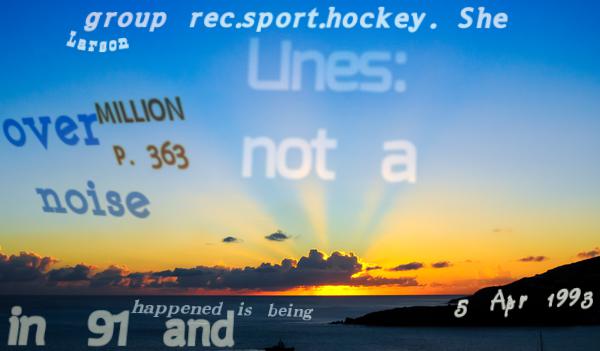 group rec.sport.hockey. She
Larson
Lines:
MILLION
over
not a
P. 363
noise
5 Apr 1993
happened is being
in 91 and